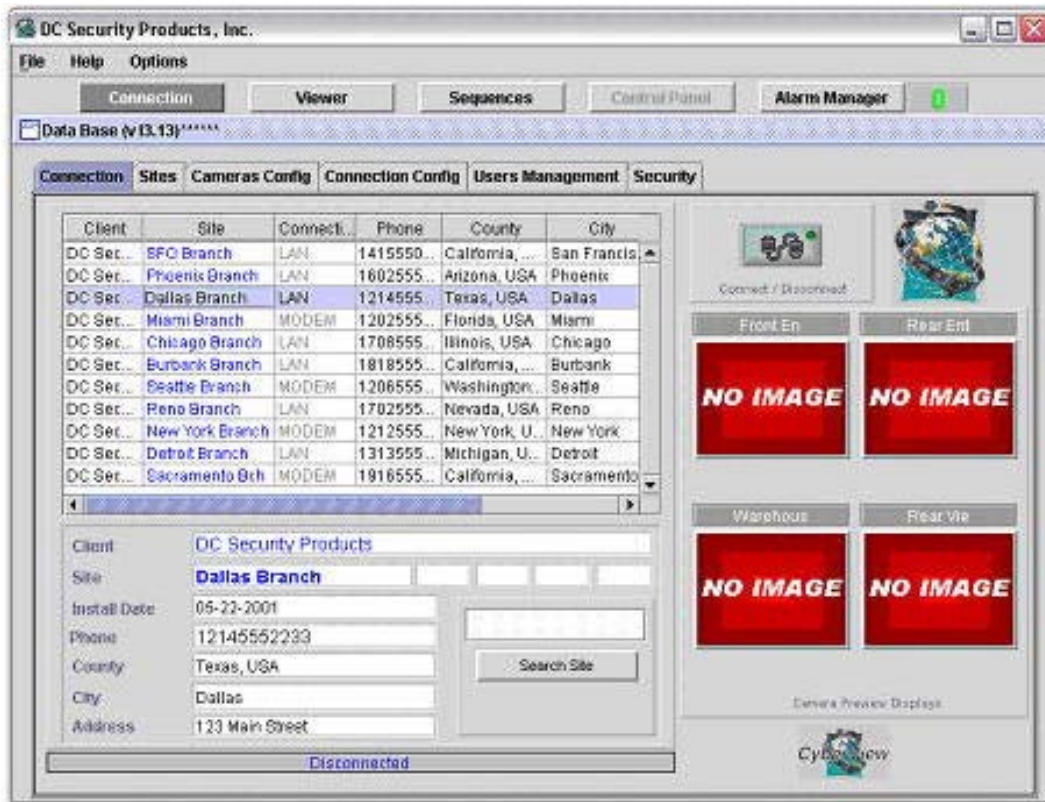 DC Security Products, Inc.
File Help Options
Connection Viewer Sequences Control Panel Alarm Manager 0
Data Base (v I3.13)******
Connection Sites Cameras Config Connection Config Users Management Security
Client Site Connecti... Phone County City
DC Sec... SFO Branch LAN 1415550... California, ... San Francis
DC Sec... Phoenix Branch LAN 1602555... Arizona, USA Phoenix
DC Sec... Dallas Branch LAN 1214555... Texas, USA Dallas
DC Sec... Miami Branch MODEM 1202555... Florida, USA Miami
DC Sec... Chicago Branch LAN 1708555... Illinois, USA Chicago
DC Sec... Burbank Branch LAN 1818555... California, ... Burbank
DC Sec... Seattle Branch MODEM 1206555... Washington... Seattle
DC Sec... Reno Branch LAN 1702555... Nevada, USA Reno
DC Sec... New York Branch MODEM 1212555... New York, U... New York
DC Sec... Detroit Branch LAN 1313555... Michigan, U... Detroit
DC Sec... Sacramento Bch MODEM 1916555... California, ... Sacramento
Connect / Disconnect
Front En Rear Ent
NO IMAGE NO IMAGE
Warehous Rear Vie
NO IMAGE NO IMAGE
Camera Preview Displays
Client DC Security Products
Site Dallas Branch
Install Date 05-22-2001
Phone 12145552233
County Texas, USA
City Dallas
Address 123 Main Street
Search Site
Disconnected